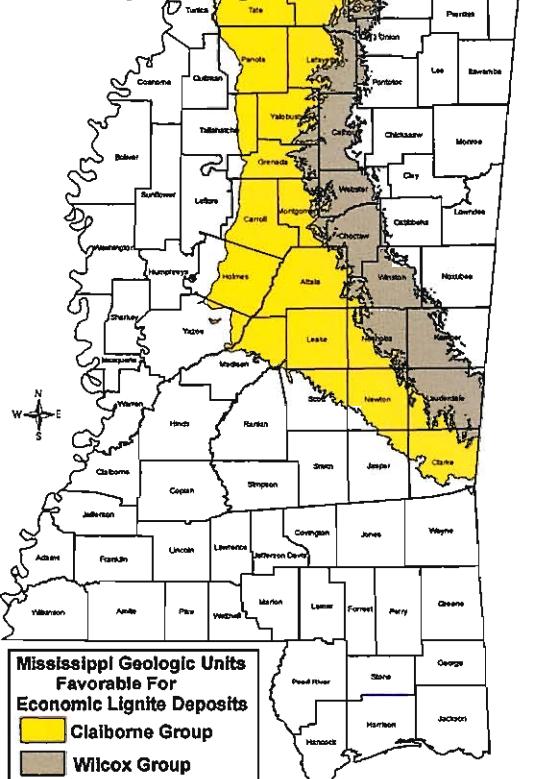 Tunica
Tate
Prentiss
Union
Panola
Lafayette
Lee
Itawamba
Pontotoc
Coahoma
Quitman
Yalobusha
Tallahatchie
Calhoun
Chickasaw
Monroe
Bolivar
Grenada
Clay
Sunflower
Leflore
Webster
Carroll
Montgomery
Lowndes
Oktibbeha
Choctaw
Washington
Humphreys
Holmes
Attala
Winston
Noxubee
Sharkey
Yazoo
Leake
Neshoba
Kemper
Issaquena
Madison
Warren
Scott
Newton
Lauderdale
N
W E
S
Hinds
Rankin
Smith
Jasper
Clarke
Claiborne
Copiah
Simpson
Jefferson
Covington
Jones
Wayne
Adams
Franklin
Lincoln
Lawrence
Jefferson Davis
Wilkinson
Amite
Pike
Walthall
Marion
Lamar
Forrest
Perry
Greene
George
Pearl River
Stone
Hancock
Harrison
Jackson
Mississippi Geologic Units
Favorable For
Economic Lignite Deposits
Claiborne Group
Wilcox Group